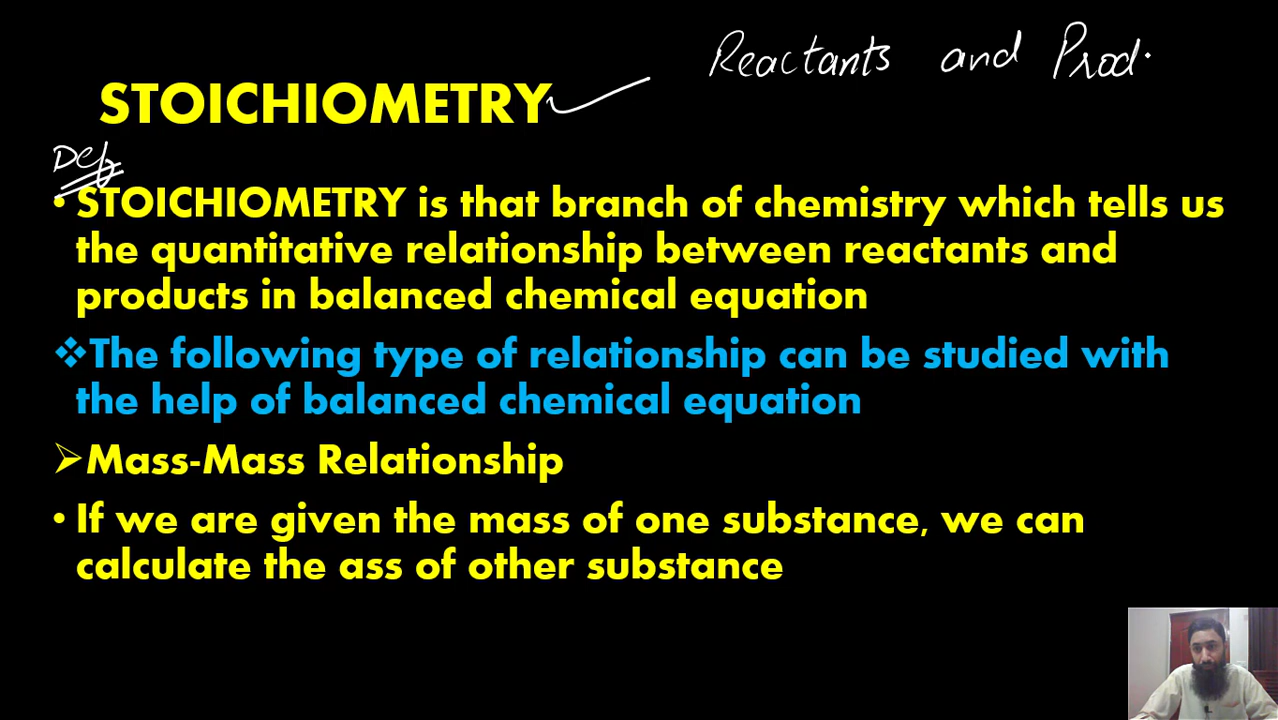 Reactants and Prod.
STOICHIOMETRY
Def
• STOICHIOMETRY is that branch of chemistry which tells us
the quantitative relationship between reactants and
products in balanced chemical equation
❖The following type of relationship can be studied with
the help of balanced chemical equation
➢Mass-Mass Relationship
• If we are given the mass of one substance, we can
calculate the ass of other substance